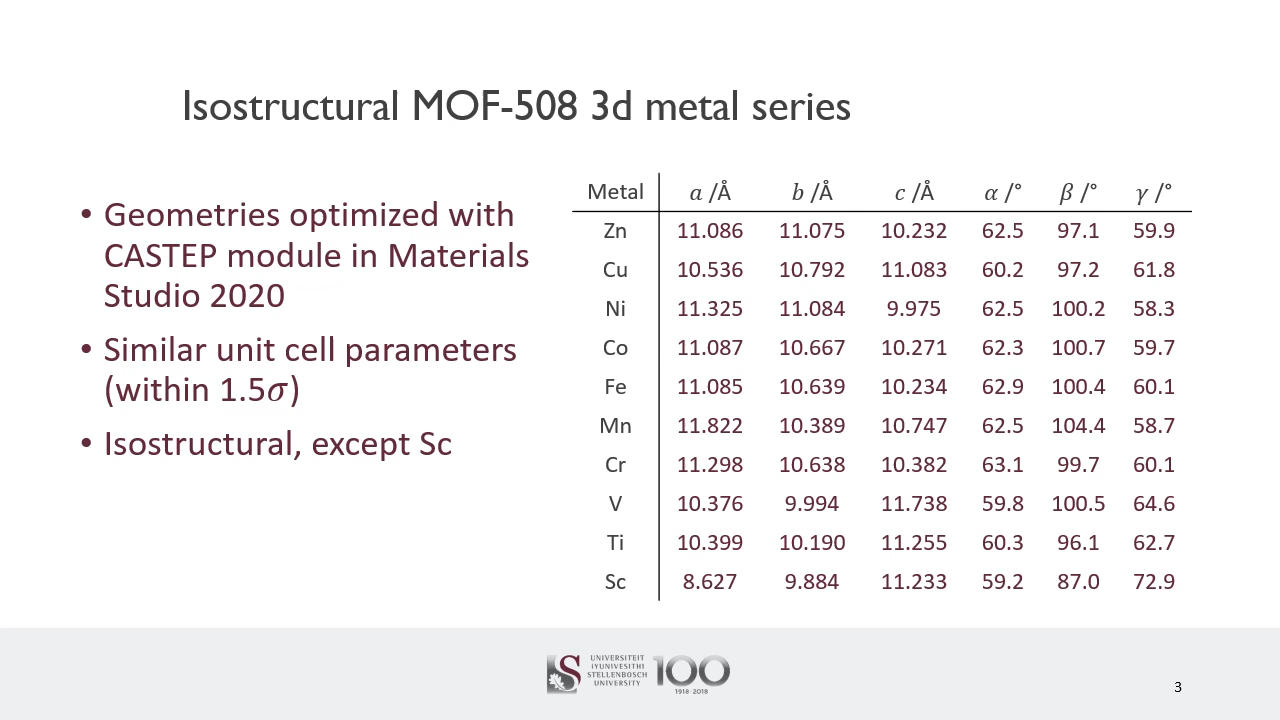 Isostructural MOF-508 3d metal series
• Geometries optimized with
CASTEP module in Materials
Studio 2020
• Similar unit cell parameters
(within 1.5σ)
• Isostructural, except Sc
Metal a /Å b /Å c /Å α /° β /° γ /°
Zn 11.086 11.075 10.232 62.5 97.1 59.9
Cu 10.536 10.792 11.083 60.2 97.2 61.8
Ni 11.325 11.084 9.975 62.5 100.2 58.3
Co 11.087 10.667 10.271 62.3 100.7 59.7
Fe 11.085 10.639 10.234 62.9 100.4 60.1
Mn 11.822 10.389 10.747 62.5 104.4 58.7
Cr 11.298 10.638 10.382 63.1 99.7 60.1
V 10.376 9.994 11.738 59.8 100.5 64.6
Ti 10.399 10.190 11.255 60.3 96.1 62.7
Sc 8.627 9.884 11.233 59.2 87.0 72.9
UNIVERSITEIT
IYUNIVESITHI
STELLENBOSCH
UNIVERSITY
100
1918·2018
3